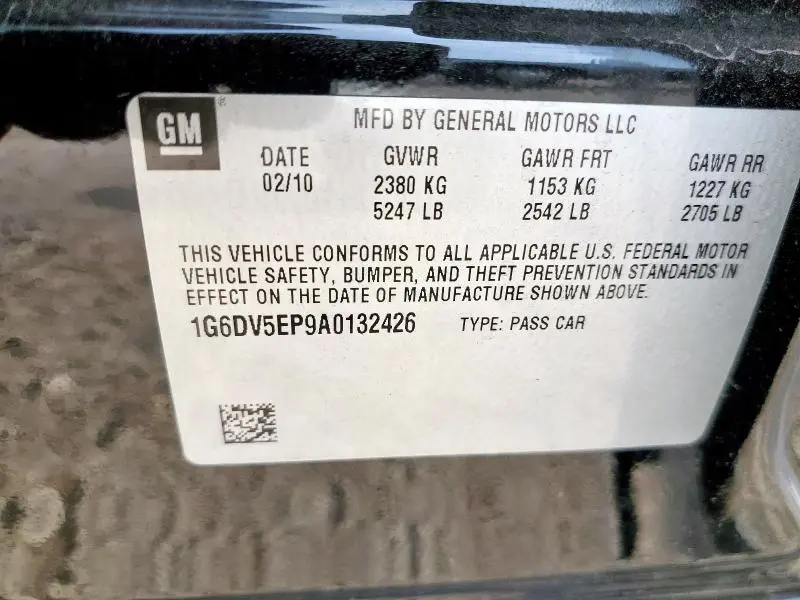 GM®
MFD BY GENERAL MOTORS LLC
DATE GVWR GAWR FRT GAWR RR
02/10 2380 KG 1153 KG 1227 KG
5247 LB 2542 LB 2705 LB
THIS VEHICLE CONFORMS TO ALL APPLICABLE U.S. FEDERAL MOTOR
VEHICLE SAFETY, BUMPER, AND THEFT PREVENTION STANDARDS IN
EFFECT ON THE DATE OF MANUFACTURE SHOWN ABOVE.
1G6DV5EP9A0132426 TYPE: PASS CAR